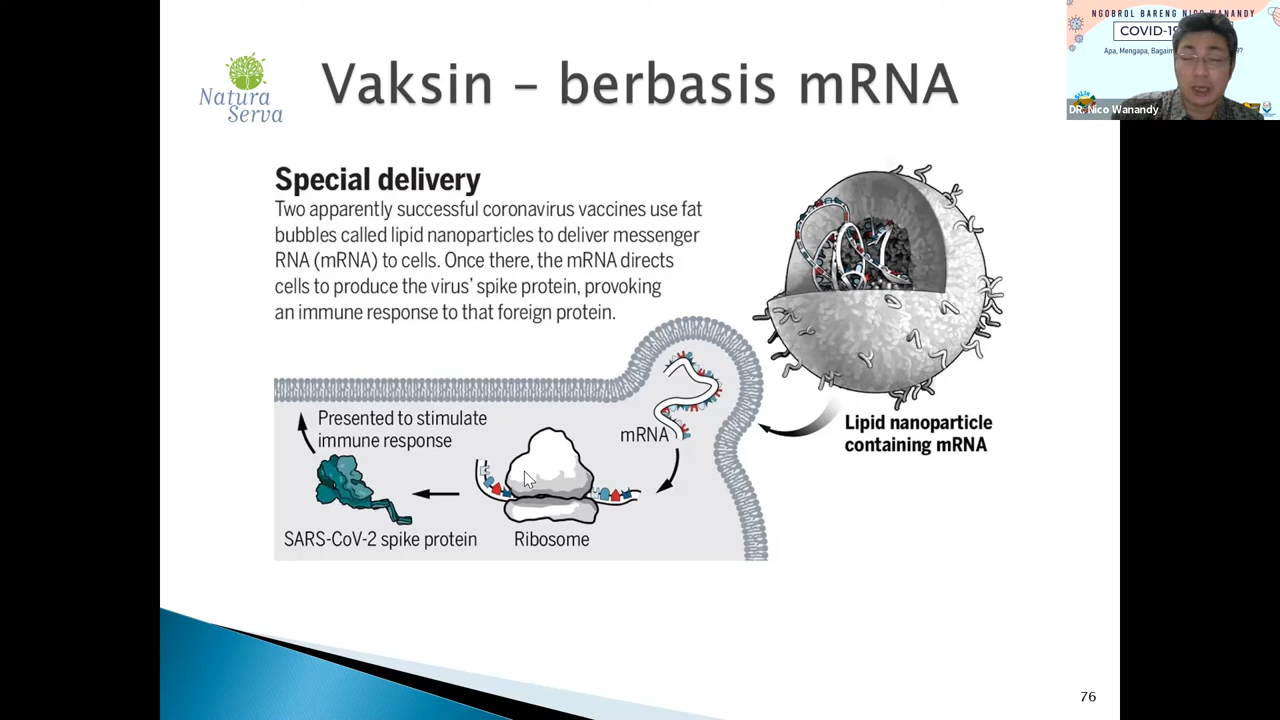 Natura
Serva
Vaksin – berbasis mRNA
NGOBROL BARENG NICO WANANDY
COVID-19
Apa, Mengapa,
DR. Nico Wanandy
Special delivery
Two apparently successful coronavirus vaccines use fat
bubbles called lipid nanoparticles to deliver messenger
RNA (mRNA) to cells. Once there, the mRNA directs
cells to produce the virus’ spike protein, provoking
an immune response to that foreign protein.
Presented to stimulate
immune response
mRNA
Lipid nanoparticle
containing mRNA
SARS-CoV-2 spike protein
Ribosome
76